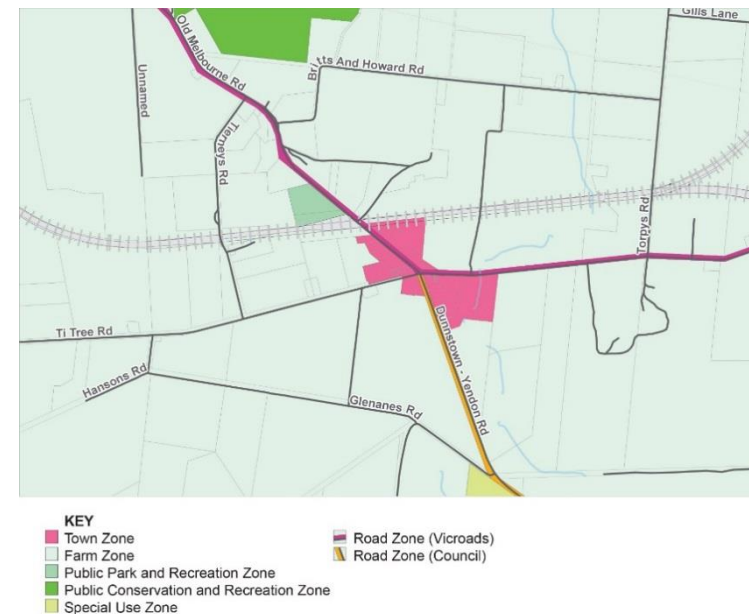 Gills Lane
Old Melbourne Rd
Unnamed
Britts And Howard Rd
Tierneys Rd
Torpys Rd
Ti Tree Rd
Hansons Rd
Glenanes Rd
Dunnstown - Yendon Rd
KEY
Town Zone
Farm Zone
Public Park and Recreation Zone
Public Conservation and Recreation Zone
Special Use Zone
Road Zone (Vicroads)
Road Zone (Council)